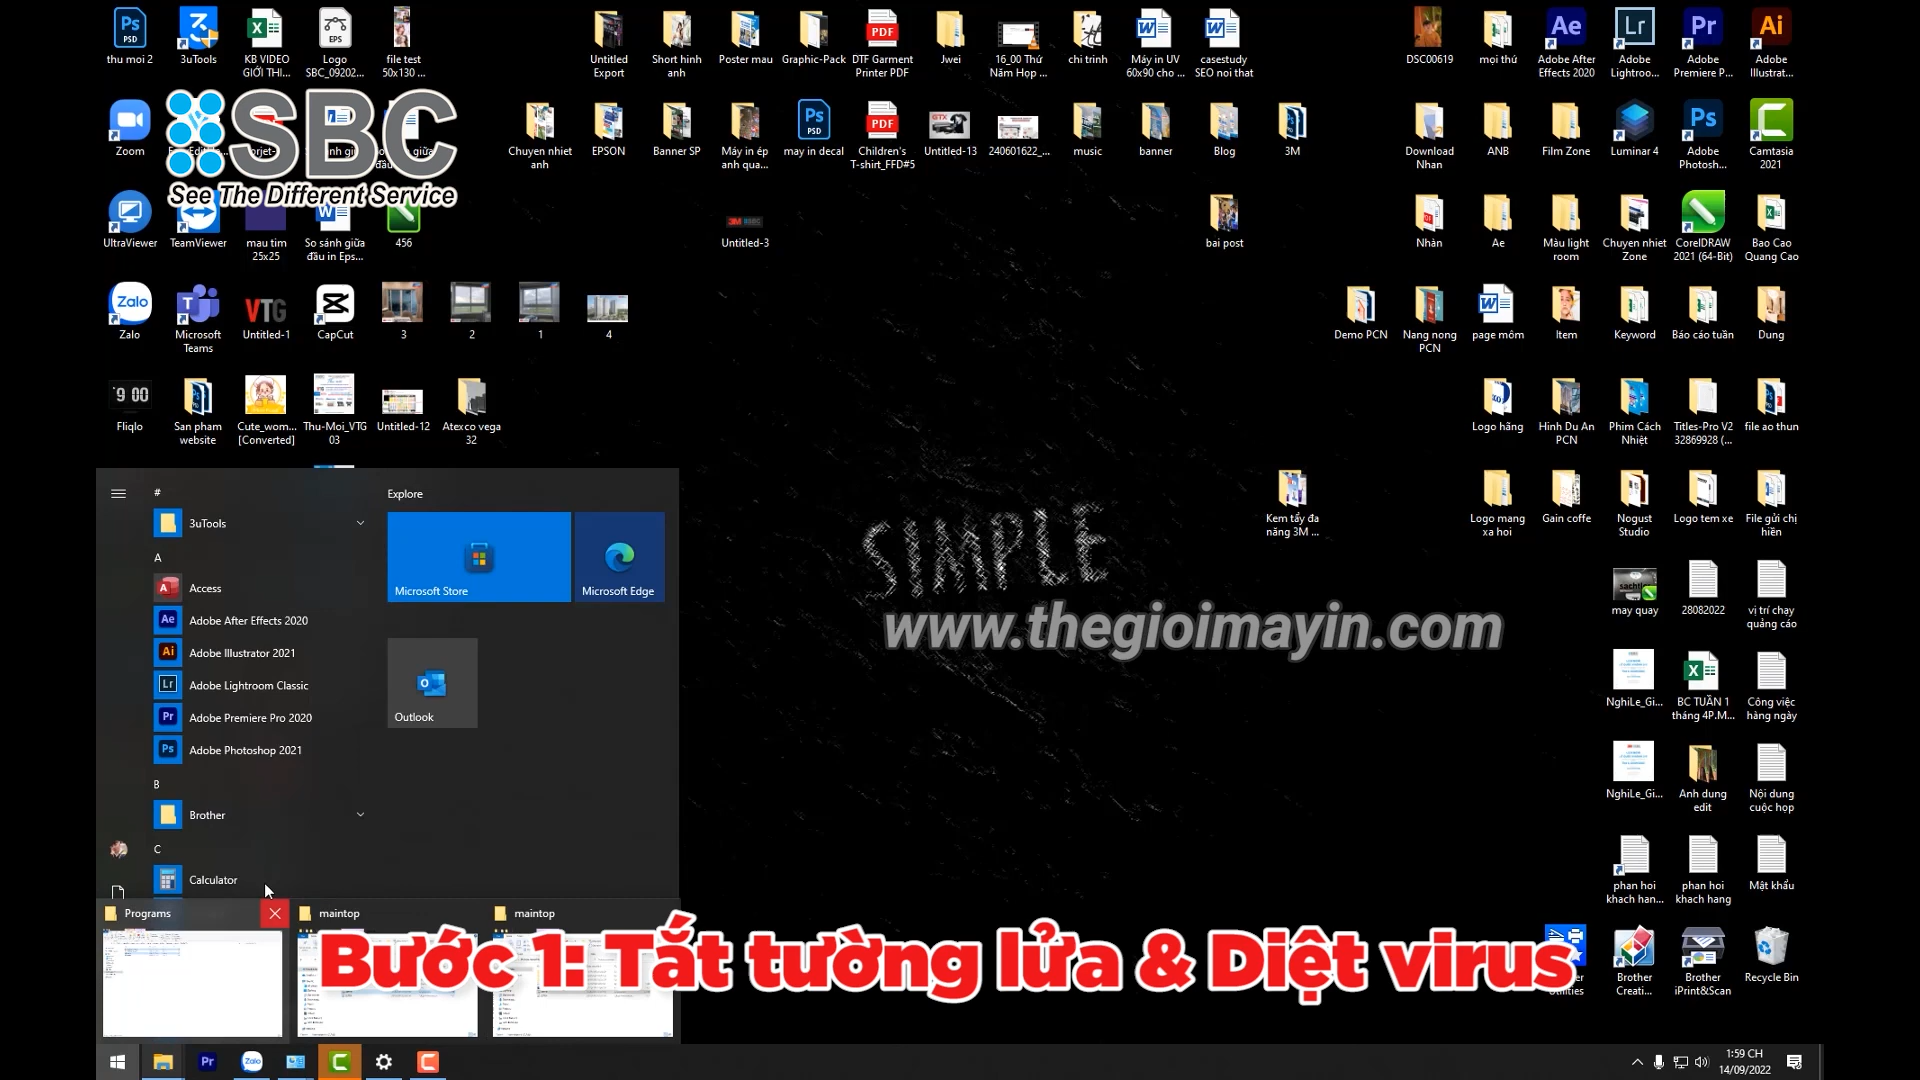 thu moi 2
3uTools
KB VIDEO
GIỚI THI...
Logo
SBC_09202...
file test
50x130 ...
Untitled
Export
Short hinh
anh
Poster mau
Graphic-Pack
DTF Garment
Printer PDF
Jwei
16_00 Thứ
Năm Họp ...
chi trinh
Máy in UV
60x90 cho ...
casestudy
SEO noi that
DSC00619
mọi thứ
Adobe After
Effects 2020
Adobe
Lightroo...
Adobe
Premiere P...
Adobe
Illustrat...
SBC
See The Different Service
Zoom
Chuyen nhiet
anh
EPSON
Banner SP
Máy in ép
anh qua...
may in decal
Children's
T-shirt_FFD#5
Untitled-13
240601622_...
music
banner
Blog
3M
Download
Nhan
ANB
Film Zone
Luminar 4
Adobe
Photosh...
Camtasia
2021
UltraViewer
TeamViewer
mau tim
25x25
So sánh giữa
đầu in Eps...
456
Untitled-3
bai post
Nhàn
Ae
Màu light
room
Chuyen nhiet
Zone
CorelDRAW
2021 (64-Bit)
Bao Cao
Quang Cao
Zalo
Microsoft
Teams
VTG
Untitled-1
CapCut
3
2
1
4
Demo PCN
Nang nong
PCN
page môm
Item
Keyword
Báo cáo tuần
Dung
9 00
Fliqlo
San pham
website
Cute_wom...
[Converted]
Thu-Moi_VTG
03
Untitled-12
Atexco vega
32
Logo hãng
Hinh Du An
PCN
Phim Cách
Nhiệt
Titles-Pro V2
32869928 (...
file ao thun
Kem tẩy đa
năng 3M ...
Logo mang
xa hoi
Gain coffe
Nogust
Studio
Logo tem xe
File gửi chị
hiền
SIMPLE
www.thegioimayin.com
may quay
28082022
vị trí chạy
quảng cáo
NghiLe_Gi...
BC TUẦN 1
tháng 4P.M...
Công việc
hàng ngày
NghiLe_Gi...
Anh dung
edit
Nội dung
cuộc họp
phan hoi
khach han...
phan hoi
khach hang
Mật khẩu
Utilities
Brother
Creati...
Brother
iPrint&Scan
Recycle Bin
#
3uTools
A
Access
Adobe After Effects 2020
Adobe Illustrator 2021
Adobe Lightroom Classic
Adobe Premiere Pro 2020
Adobe Photoshop 2021
B
Brother
C
Calculator
Explore
Microsoft Store
Microsoft Edge
Outlook
Programs
maintop
maintop
Bước 1: Tắt tường lửa & Diệt virus
1:59 CH
14/09/2022